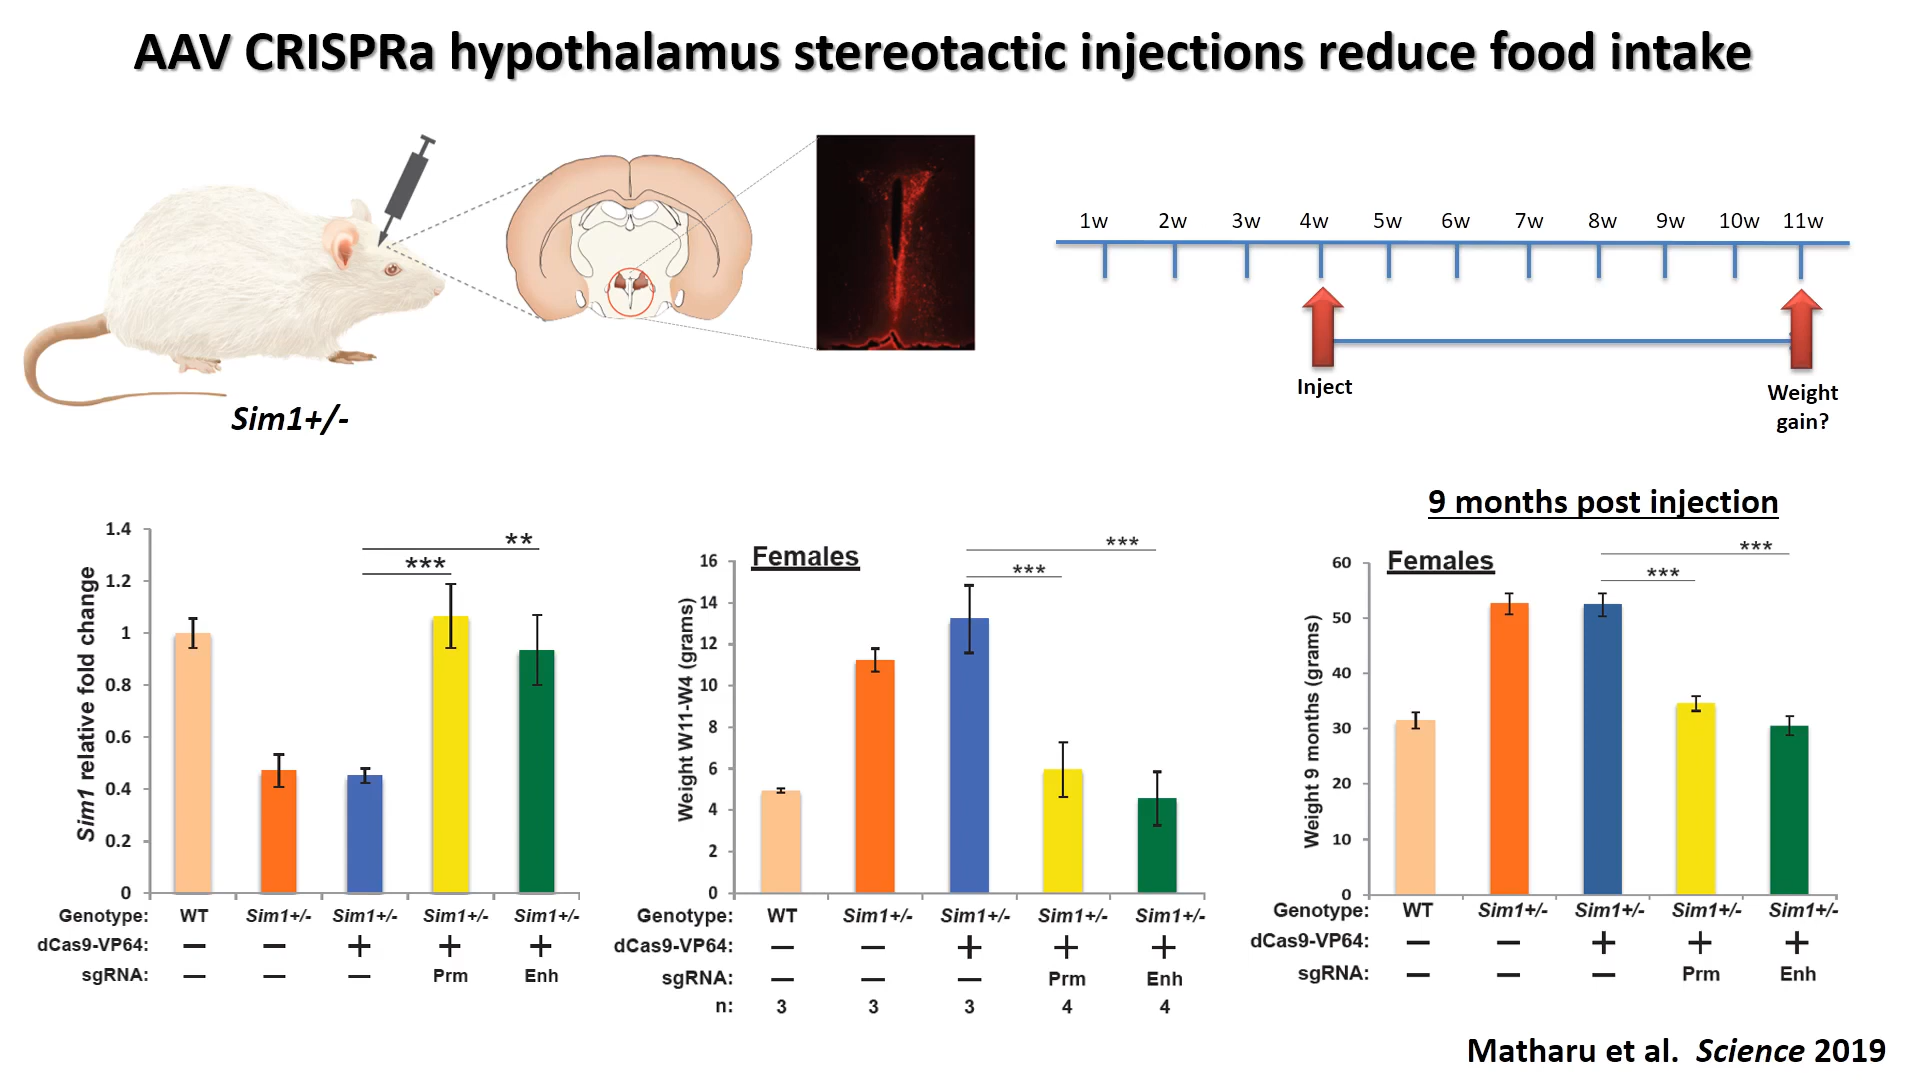 AAV CRISPRa hypothalamus stereotactic injections reduce food intake
Sim1+/-
1w 2w 3w 4w 5w 6w 7w 8w 9w 10w 11w
Inject
Weight
gain?
Sim1 relative fold change
1.4
1.2
1
0.8
0.6
0.4
0.2
0
**
***
Genotype: WT Sim1+/- Sim1+/- Sim1+/- Sim1+/-
dCas9-VP64: — — + + +
sgRNA: — — — Prm Enh
Females
Weight W11-W4 (grams)
16
14
12
10
8
6
4
2
0
***
***
Genotype: WT Sim1+/- Sim1+/- Sim1+/- Sim1+/-
dCas9-VP64: — — + + +
sgRNA: — — — Prm Enh
n: 3 3 3 4 4
9 months post injection
Females
Weight 9 months (grams)
60
50
40
30
20
10
0
***
***
Genotype: WT Sim1+/- Sim1+/- Sim1+/- Sim1+/-
dCas9-VP64: — — + + +
sgRNA: — — — Prm Enh
Matharu et al. Science 2019